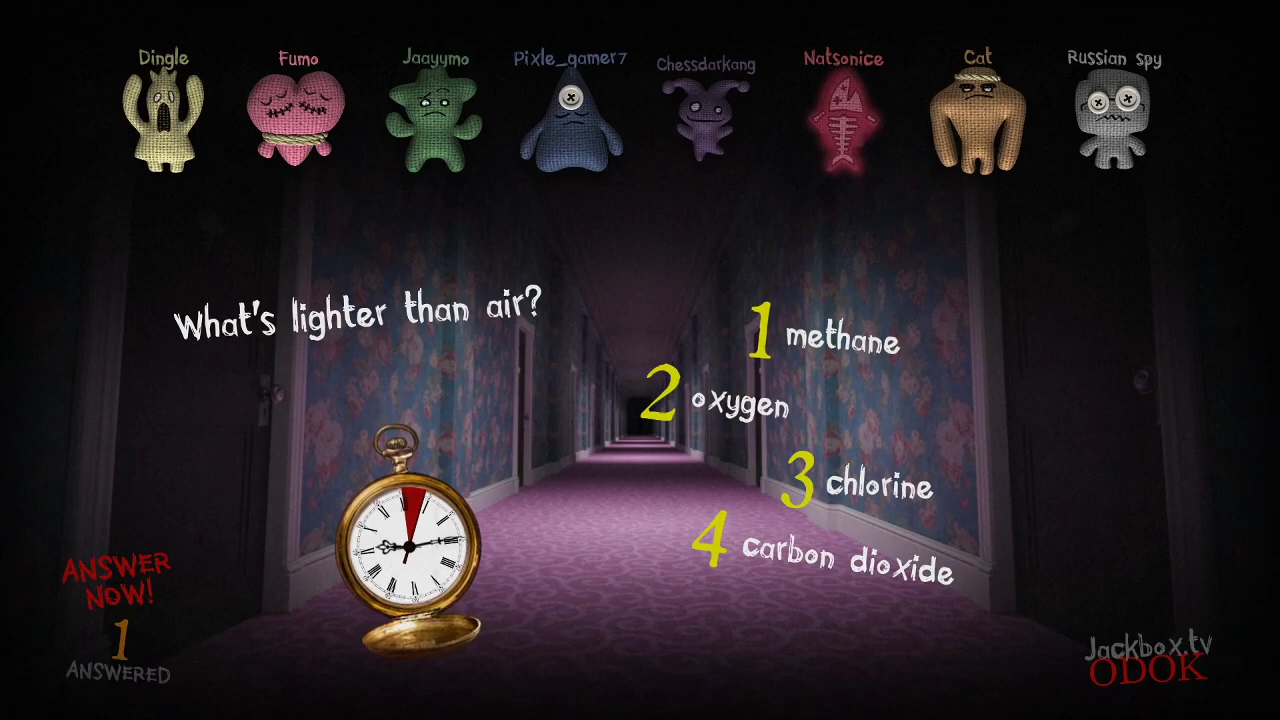 Dingle
Fumo
Jaayymo
Pixle_gamer7
Chessdarkang
Natsonice
Cat
Russian spy
What's lighter than air?
1 methane
2 oxygen
3 chlorine
4 carbon dioxide
ANSWER
NOW!
1
ANSWERED
Jackbox.tv
ODOK